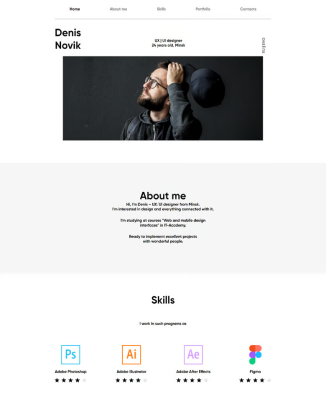 Home About me Skills Portfolio Contacts
Denis
Novik
UX | UI designer
24 years old, Minsk
About me
Hi, I'm Denis – UX/UI designer from Minsk.
I'm interested in design and everything connected with it.
I'm studying at courses "Web and mobile design
interfaces" in IT-Academy.
Ready to implement excellent projects
with wonderful people.
Skills
I work in such programs as
Ps Ai Ae
Adobe Photoshop Adobe Illustrator Adobe After Effects Figma